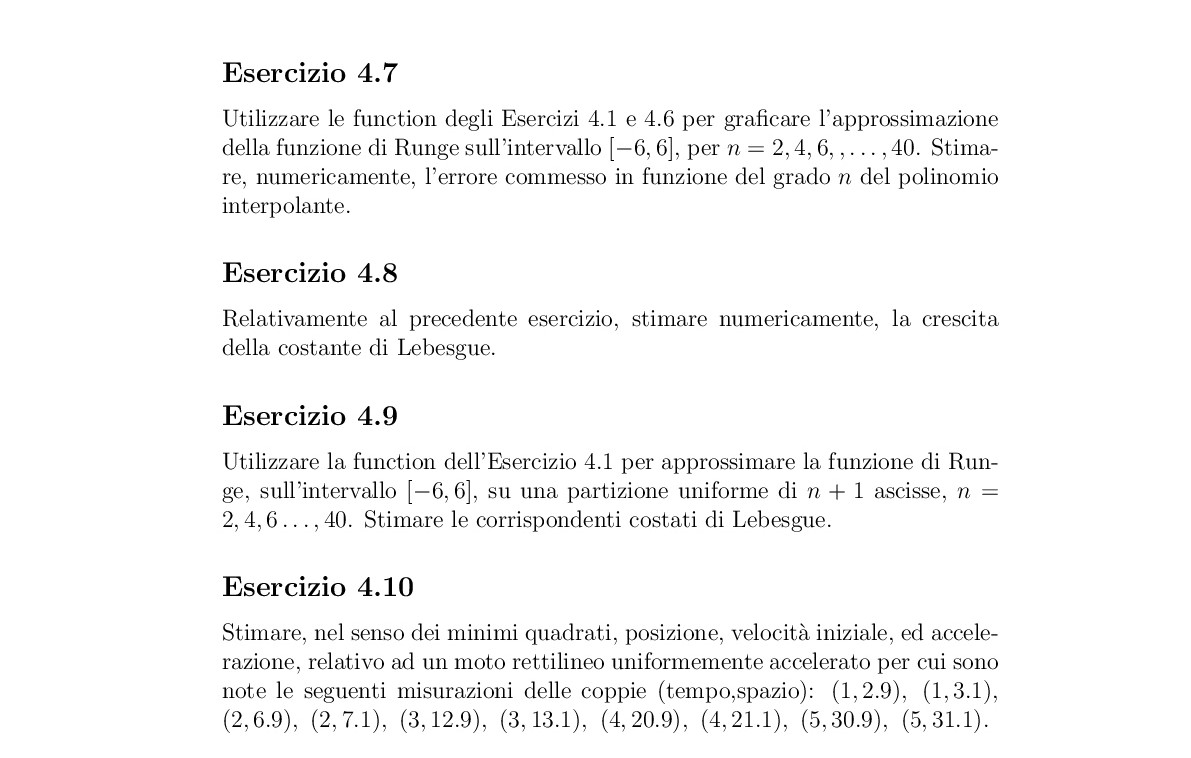 Esercizio 4.7
Utilizzare le function degli Esercizi 4.1 e 4.6 per graficare l'approssimazione
della funzione di Runge sull'intervallo [−6, 6], per n = 2, 4, 6, , . . . , 40. Stima-
re, numericamente, l'errore commesso in funzione del grado n del polinomio
interpolante.
Esercizio 4.8
Relativamente al precedente esercizio, stimare numericamente, la crescita
della costante di Lebesgue.
Esercizio 4.9
Utilizzare la function dell'Esercizio 4.1 per approssimare la funzione di Run-
ge, sull'intervallo [−6, 6], su una partizione uniforme di n + 1 ascisse, n =
2, 4, 6 . . . , 40. Stimare le corrispondenti costati di Lebesgue.
Esercizio 4.10
Stimare, nel senso dei minimi quadrati, posizione, velocità iniziale, ed accele-
razione, relativo ad un moto rettilineo uniformemente accelerato per cui sono
note le seguenti misurazioni delle coppie (tempo,spazio): (1, 2.9), (1, 3.1),
(2, 6.9), (2, 7.1), (3, 12.9), (3, 13.1), (4, 20.9), (4, 21.1), (5, 30.9), (5, 31.1).